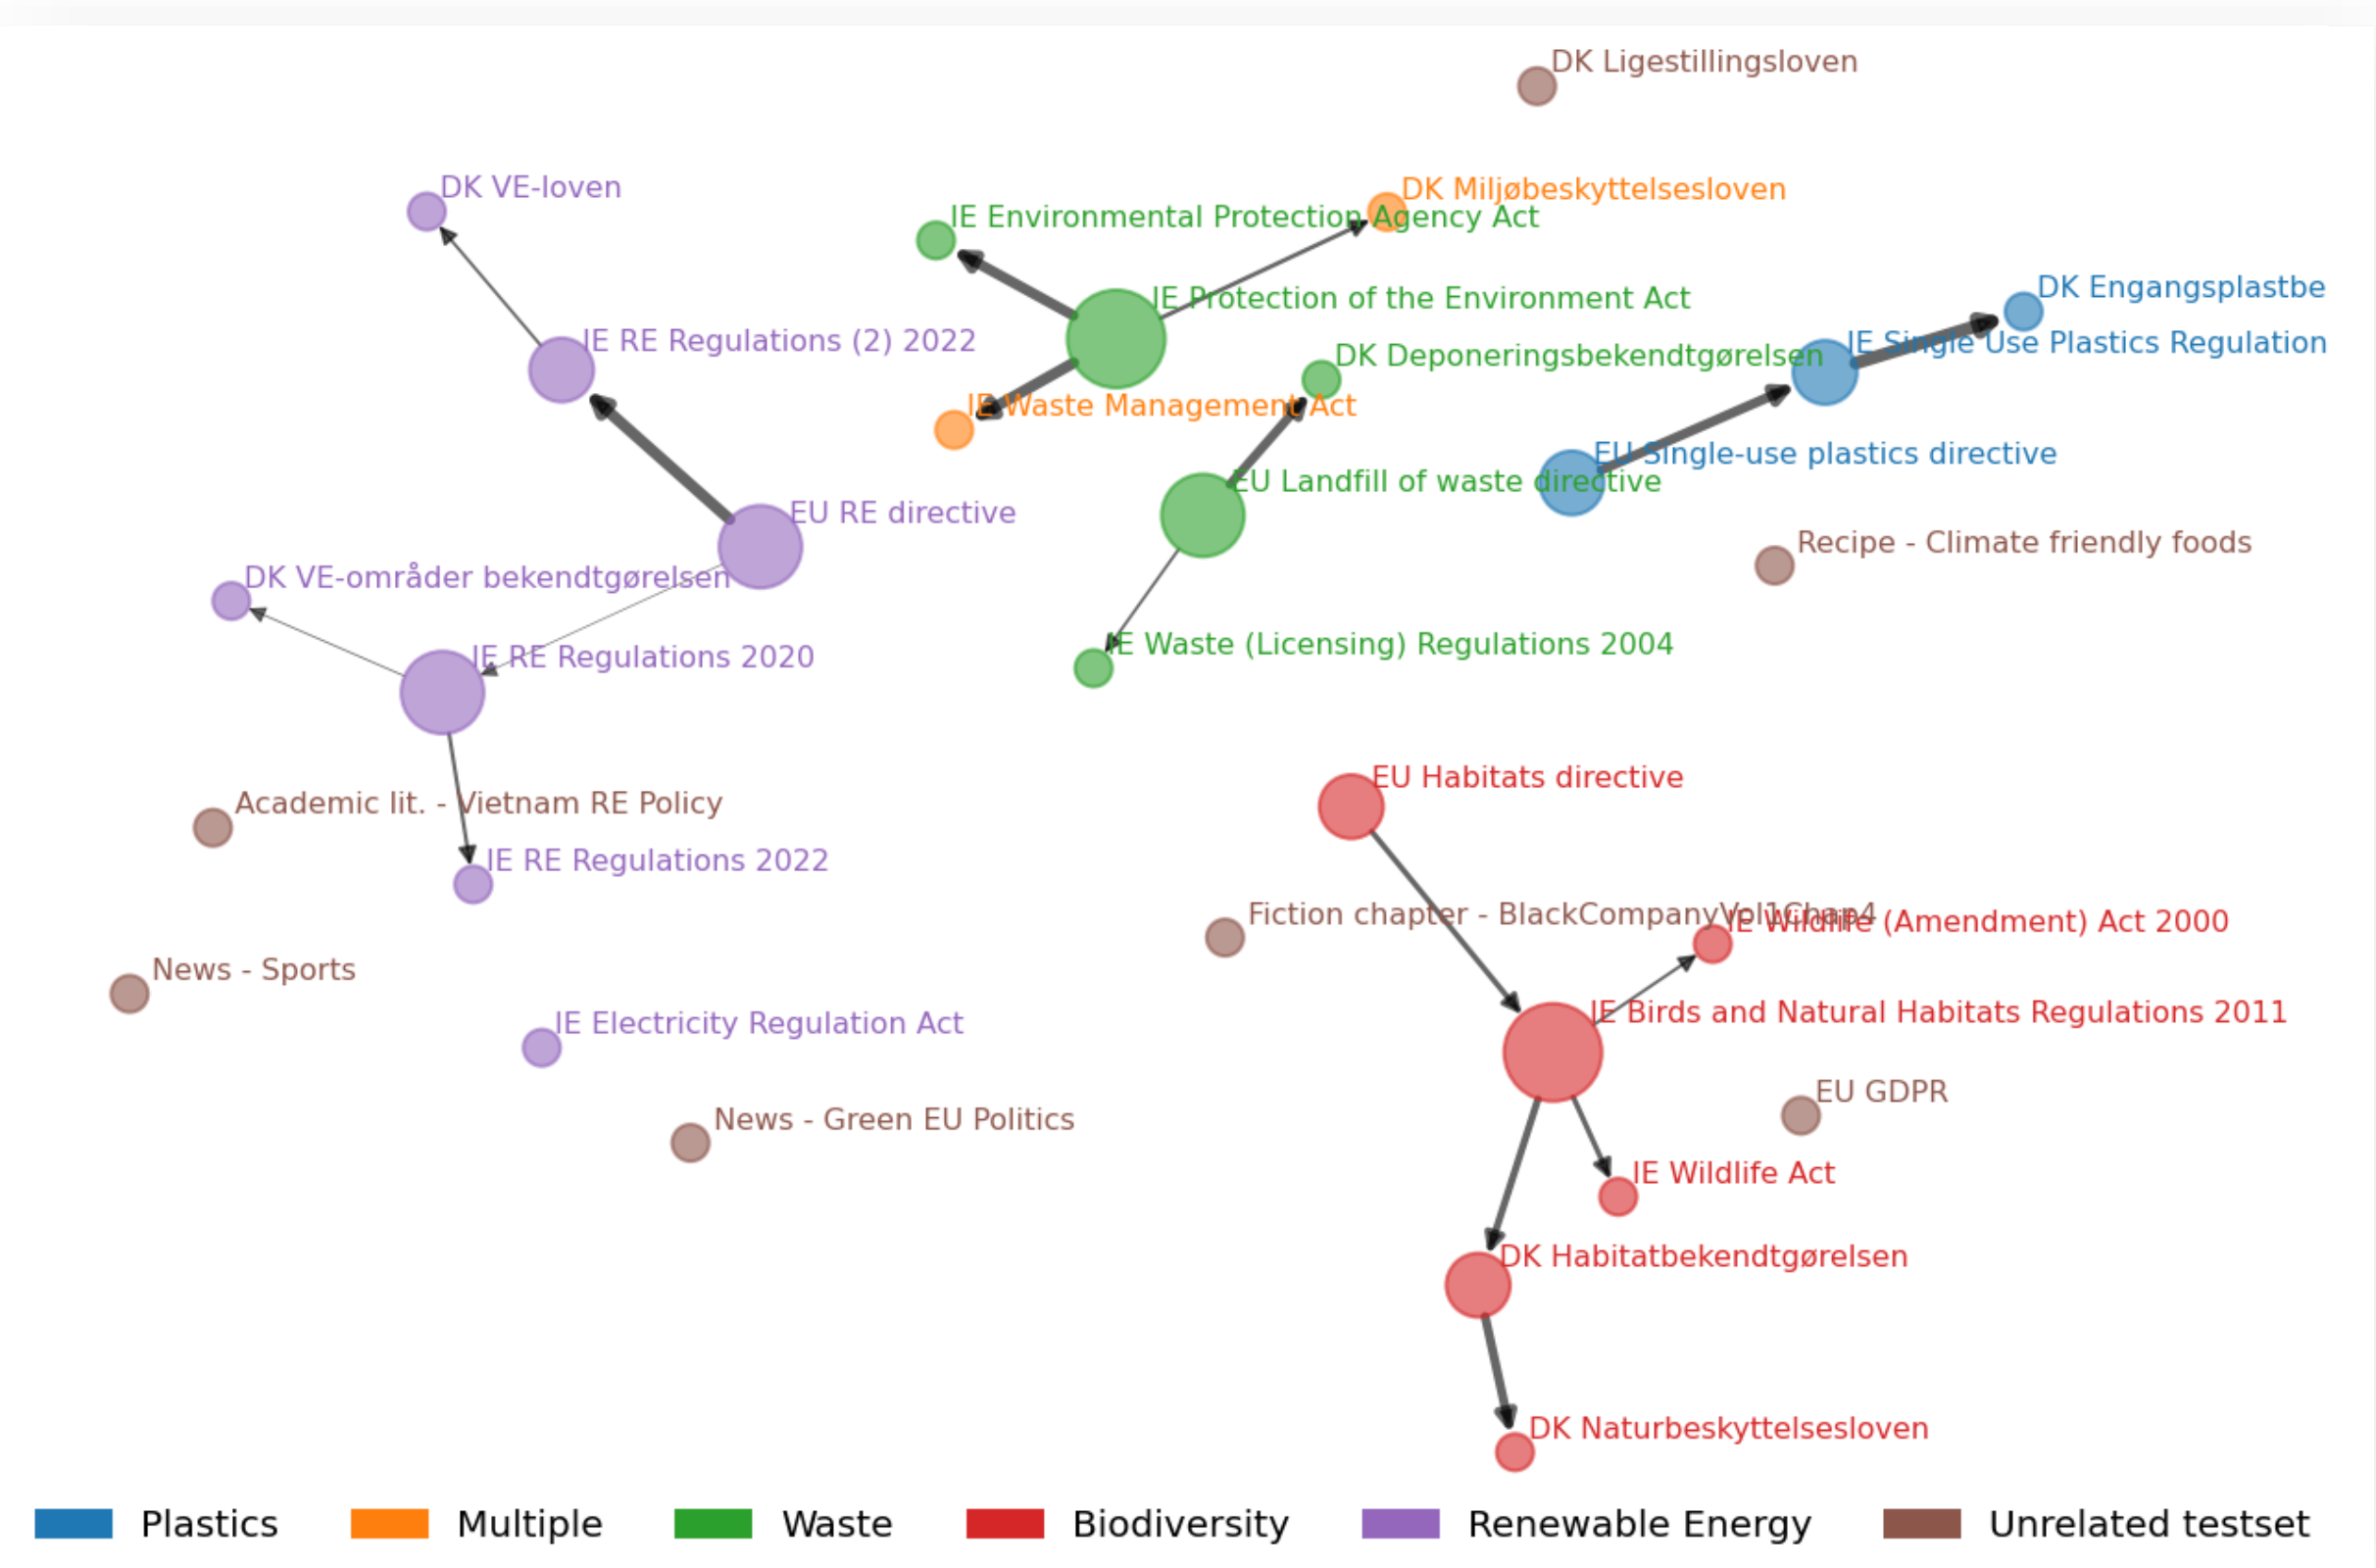 DK Ligestillingsloven
DK VE-loven
DK Miljøbeskyttelsesloven
IE Environmental Protection Agency Act
DK Engangsplastbe
IE Protection of the Environment Act
IE RE Regulations (2) 2022
IE Single Use Plastics Regulation
DK Deponeringsbekendtgørelsen
IE Waste Management Act
EU Single-use plastics directive
EU Landfill of waste directive
EU RE directive
Recipe - Climate friendly foods
DK VE-områder bekendtgørelsen
IE Waste (Licensing) Regulations 2004
IE RE Regulations 2020
EU Habitats directive
Academic lit. - Vietnam RE Policy
IE RE Regulations 2022
Fiction chapter - BlackCompanyVol1Chap4
IE Wildlife (Amendment) Act 2000
News - Sports
IE Birds and Natural Habitats Regulations 2011
IE Electricity Regulation Act
EU GDPR
News - Green EU Politics
IE Wildlife Act
DK Habitatbekendtgørelsen
DK Naturbeskyttelsesloven
Plastics
Multiple
Waste
Biodiversity
Renewable Energy
Unrelated testset